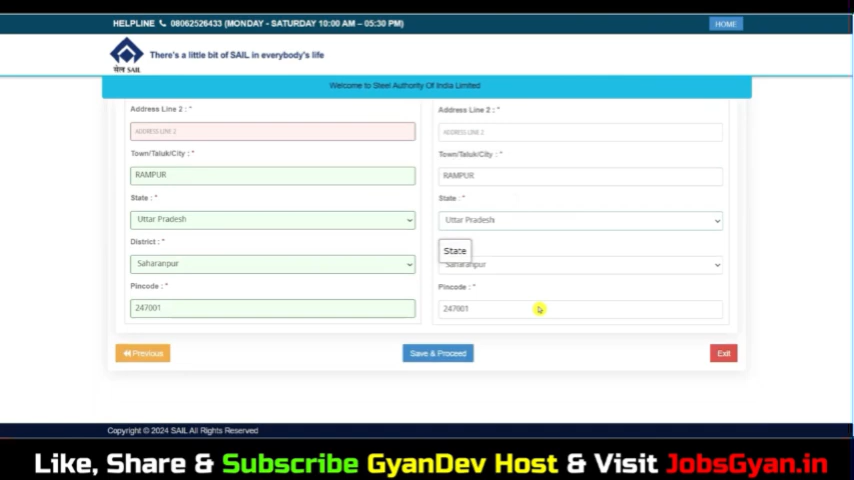 HELPLINE 08062526433 (MONDAY - SATURDAY 10:00 AM – 05:30 PM)
HOME
सेल SAIL
There's a little bit of SAIL in everybody's life
Welcome to Steel Authority Of India Limited
Address Line 2 : *
Address Line 2 : *
ADDRESS LINE 2
ADDRESS LINE 2
Town/Taluk/City : *
Town/Taluk/City : *
RAMPUR
RAMPUR
State : *
State : *
Uttar Pradesh
Uttar Pradesh
District : *
State
Saharanpur
Saharanpur
Pincode : *
Pincode : *
247001
247001
Previous
Save & Proceed
Exit
Copyright © 2024 SAIL All Rights Reserved
Like, Share & Subscribe GyanDev Host & Visit JobsGyan.in